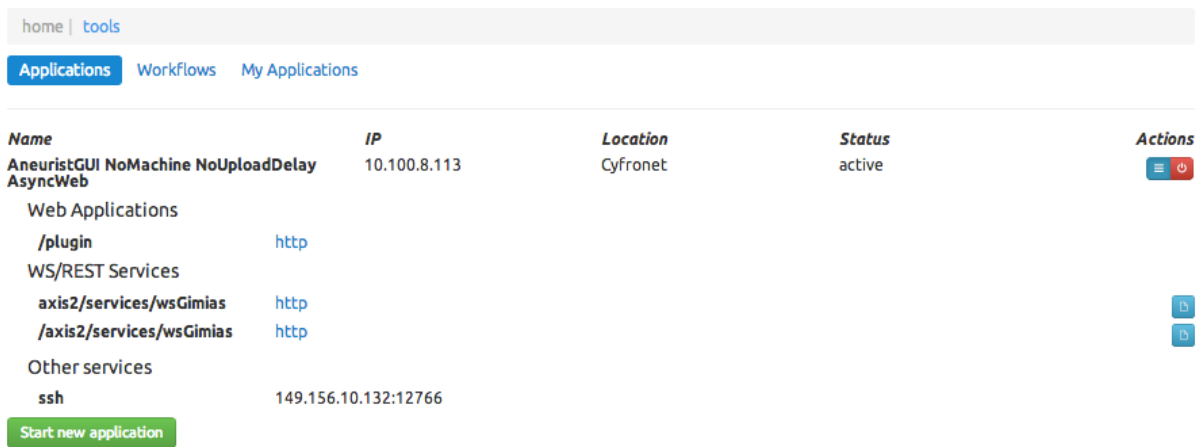 home | tools
Applications Workflows My Applications
Name IP Location Status Actions
AneuristGUI NoMachine NoUploadDelay 10.100.8.113 Cyfronet active
AsyncWeb
Web Applications
/plugin http
WS/REST Services
axis2/services/wsGimias http
/axis2/services/wsGimias http
Other services
ssh 149.156.10.132:12766
Start new application